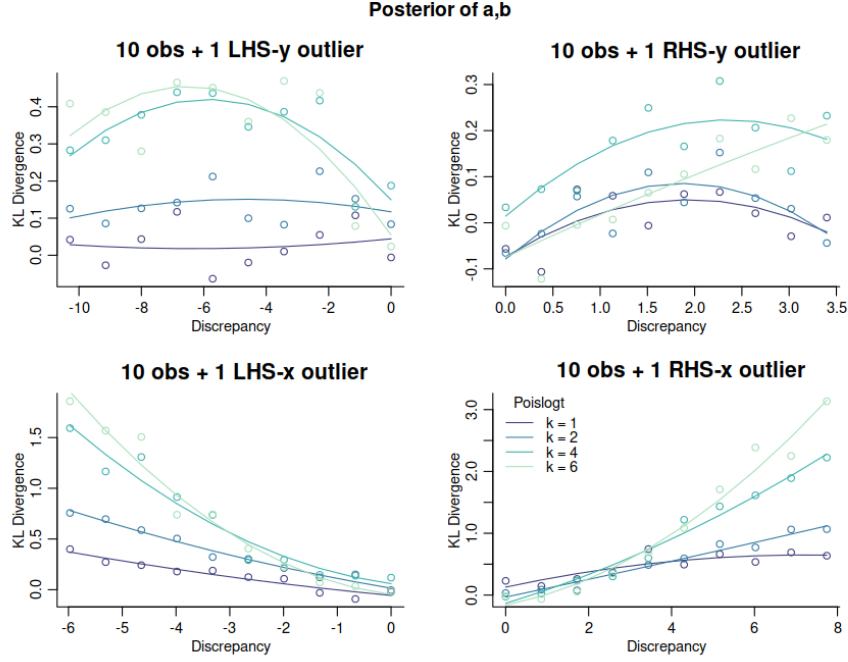 Posterior of a,b
10 obs + 1 LHS-y outlier
KL Divergence
0.0 0.1 0.2 0.3 0.4
-10 -8 -6 -4 -2 0
Discrepancy
10 obs + 1 RHS-y outlier
KL Divergence
-0.1 0.0 0.1 0.2 0.3
0.0 0.5 1.0 1.5 2.0 2.5 3.0 3.5
Discrepancy
10 obs + 1 LHS-x outlier
KL Divergence
0.0 0.5 1.0 1.5
-6 -5 -4 -3 -2 -1 0
Discrepancy
10 obs + 1 RHS-x outlier
KL Divergence
0.0 1.0 2.0 3.0
Poislogt
k = 1
k = 2
k = 4
k = 6
0 2 4 6 8
Discrepancy